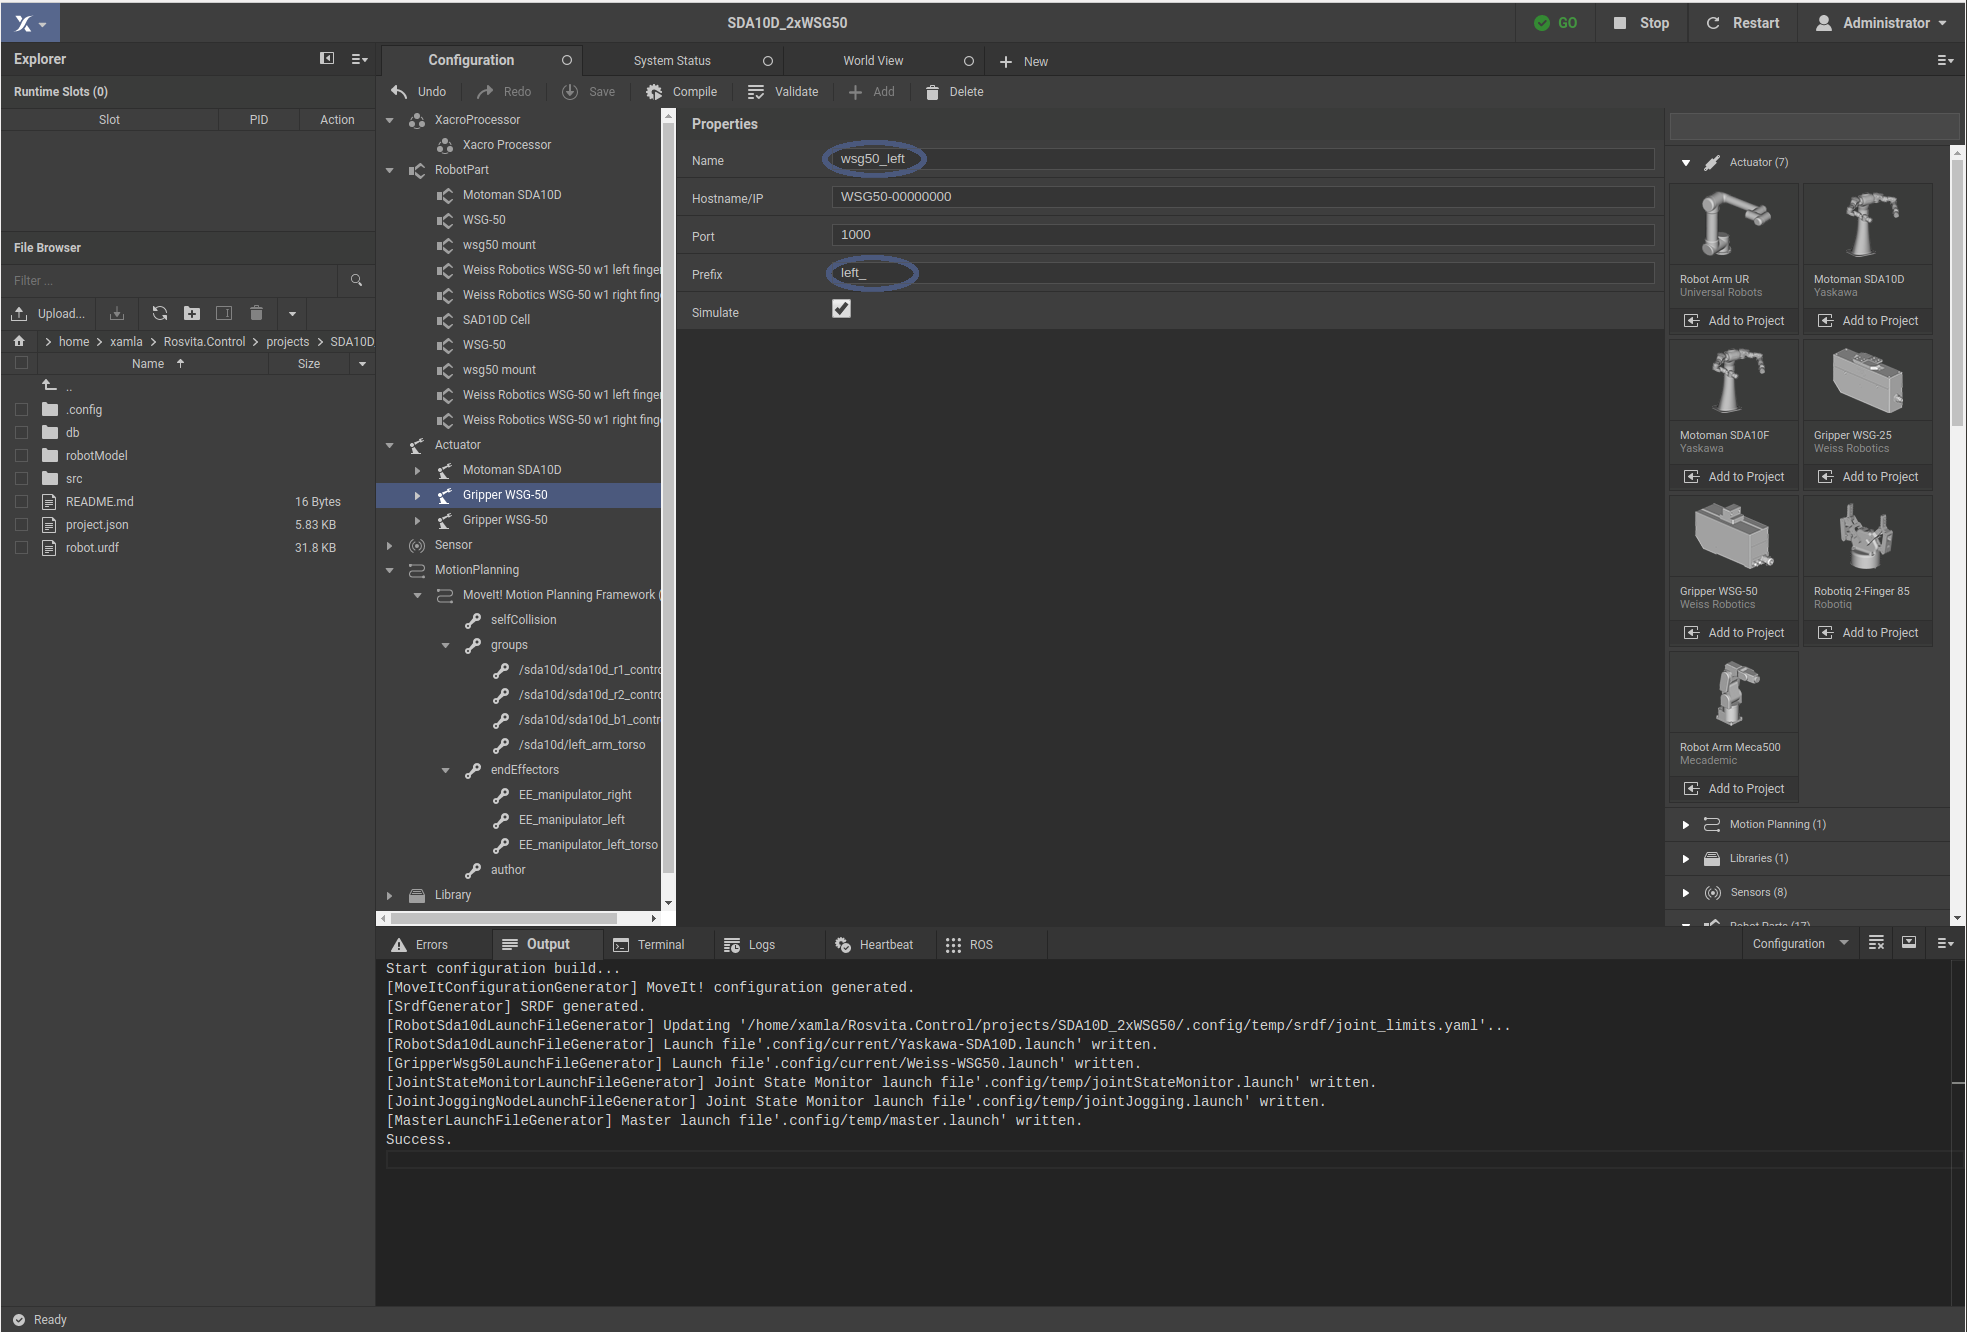 SDA10D_2xWSG50
GO
Stop
Restart
Administrator
Explorer
Runtime Slots (0)
Slot PID Action
File Browser
Filter ...
Upload...
home xamla Rosvita.Control projects SDA10D
Name Size
..
.config
db
robotModel
src
README.md 16 Bytes
project.json 5.83 KB
robot.urdf 31.8 KB
Configuration
System Status
World View
New
Undo
Redo
Save
Compile
Validate
Add
Delete
XacroProcessor
Xacro Processor
RobotPart
Motoman SDA10D
WSG-50
wsg50 mount
Weiss Robotics WSG-50 w1 left finge
Weiss Robotics WSG-50 w1 right fing
SAD10D Cell
WSG-50
wsg50 mount
Weiss Robotics WSG-50 w1 left finge
Weiss Robotics WSG-50 w1 right fing
Actuator
Motoman SDA10D
Gripper WSG-50
Gripper WSG-50
Sensor
MotionPlanning
MoveIt! Motion Planning Framework (
selfCollision
groups
/sda10d/sda10d_r1_contro
/sda10d/sda10d_r2_contro
/sda10d/sda10d_b1_contr
/sda10d/left_arm_torso
endEffectors
EE_manipulator_right
EE_manipulator_left
EE_manipulator_left_torso
author
Library
Properties
Name wsg50_left
Hostname/IP WSG50-00000000
Port 1000
Prefix left_
Simulate
Actuator (7)
Robot Arm UR
Universal Robots
Add to Project
Motoman SDA10D
Yaskawa
Add to Project
Motoman SDA10F
Yaskawa
Add to Project
Gripper WSG-25
Weiss Robotics
Add to Project
Gripper WSG-50
Weiss Robotics
Add to Project
Robotiq 2-Finger 85
Robotiq
Add to Project
Robot Arm Meca500
Mecademic
Add to Project
Motion Planning (1)
Libraries (1)
Sensors (8)
Robot Parts (17)
Errors
Output
Terminal
Logs
Heartbeat
ROS
Configuration
Start configuration build...
[MoveItConfigurationGenerator] MoveIt! configuration generated.
[SrdfGenerator] SRDF generated.
[RobotSda10dLaunchFileGenerator] Updating '/home/xamla/Rosvita.Control/projects/SDA10D_2xWSG50/.config/temp/srdf/joint_limits.yaml'...
[RobotSda10dLaunchFileGenerator] Launch file'.config/current/Yaskawa-SDA10D.launch' written.
[GripperWsg50LaunchFileGenerator] Launch file'.config/current/Weiss-WSG50.launch' written.
[JointStateMonitorLaunchFileGenerator] Joint State Monitor launch file'.config/temp/jointStateMonitor.launch' written.
[JointJoggingNodeLaunchFileGenerator] Joint State Monitor launch file'.config/temp/jointJogging.launch' written.
[MasterLaunchFileGenerator] Master launch file'.config/temp/master.launch' written.
Success.
Ready